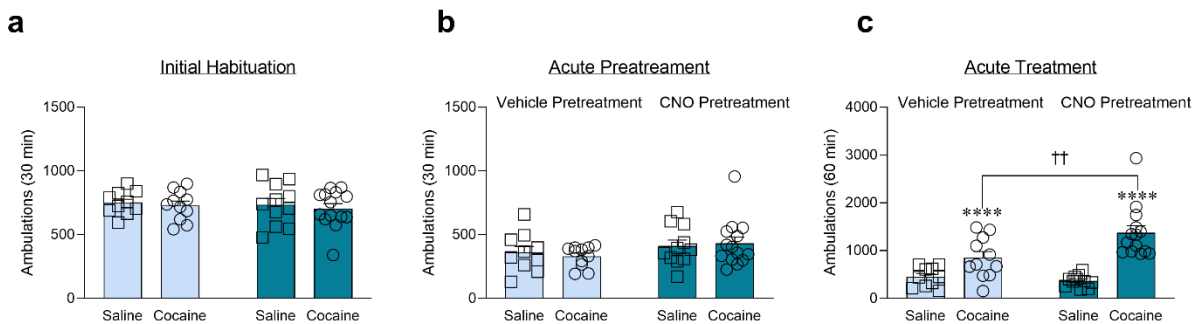 a
Initial Habituation
Ambulations (30 min)
1500
1000
500
0
Saline Cocaine Saline Cocaine
b
Acute Preatreament
Vehicle Pretreatment CNO Pretreatment
Ambulations (30 min)
1500
1000
500
0
Saline Cocaine Saline Cocaine
c
Acute Treatment
Vehicle Pretreatment CNO Pretreatment
Ambulations (60 min)
4000
3000
2000
1000
0
††
****
****
Saline Cocaine Saline Cocaine